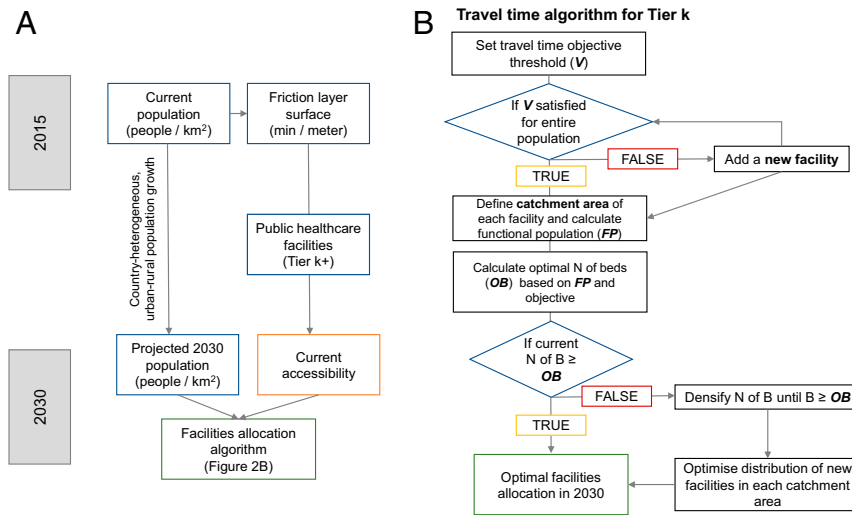 A
2015
2030
Current
population
(people / km²)
Friction layer
surface
(min / meter)
Country-heterogeneous,
urban-rural population growth
Public healthcare
facilities
(Tier k+)
Projected 2030
population
(people / km²)
Current
accessibility
Facilities allocation
algorithm
(Figure 2B)
B
Travel time algorithm for Tier k
Set travel time objective
threshold (V)
If V satisfied
for entire
population
FALSE
Add a new facility
TRUE
Define catchment area of
each facility and calculate
functional population (FP)
Calculate optimal N of beds
(OB) based on FP and
objective
If current
N of B ≥
OB
FALSE
Densify N of B until B ≥ OB
TRUE
Optimal facilities
allocation in 2030
Optimise distribution of new
facilities in each catchment
area